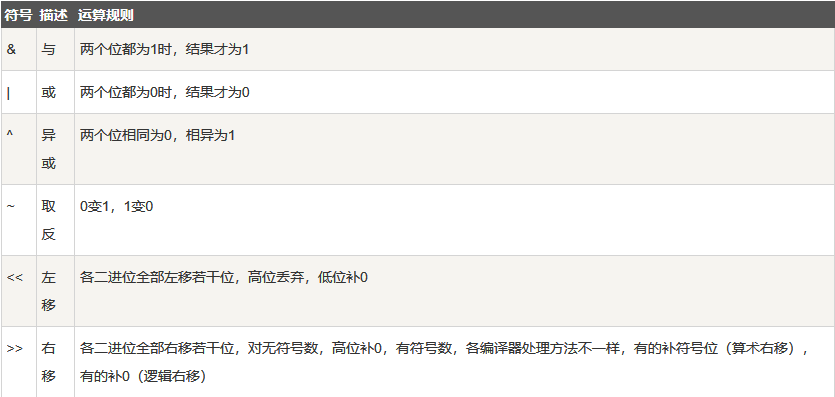 符号 描述 运算规则
& 与 两个位都为1时，结果才为1
| 或 两个位都为0时，结果才为0
^ 异或 两个位相同为0，相异为1
~ 取反 0变1，1变0
<< 左移 各二进位全部左移若干位，高位丢弃，低位补0
>> 右移 各二进位全部右移若干位，对无符号数，高位补0，有符号数，各编译器处理方法不一样，有的补符号位（算术右移），
有的补0（逻辑右移）